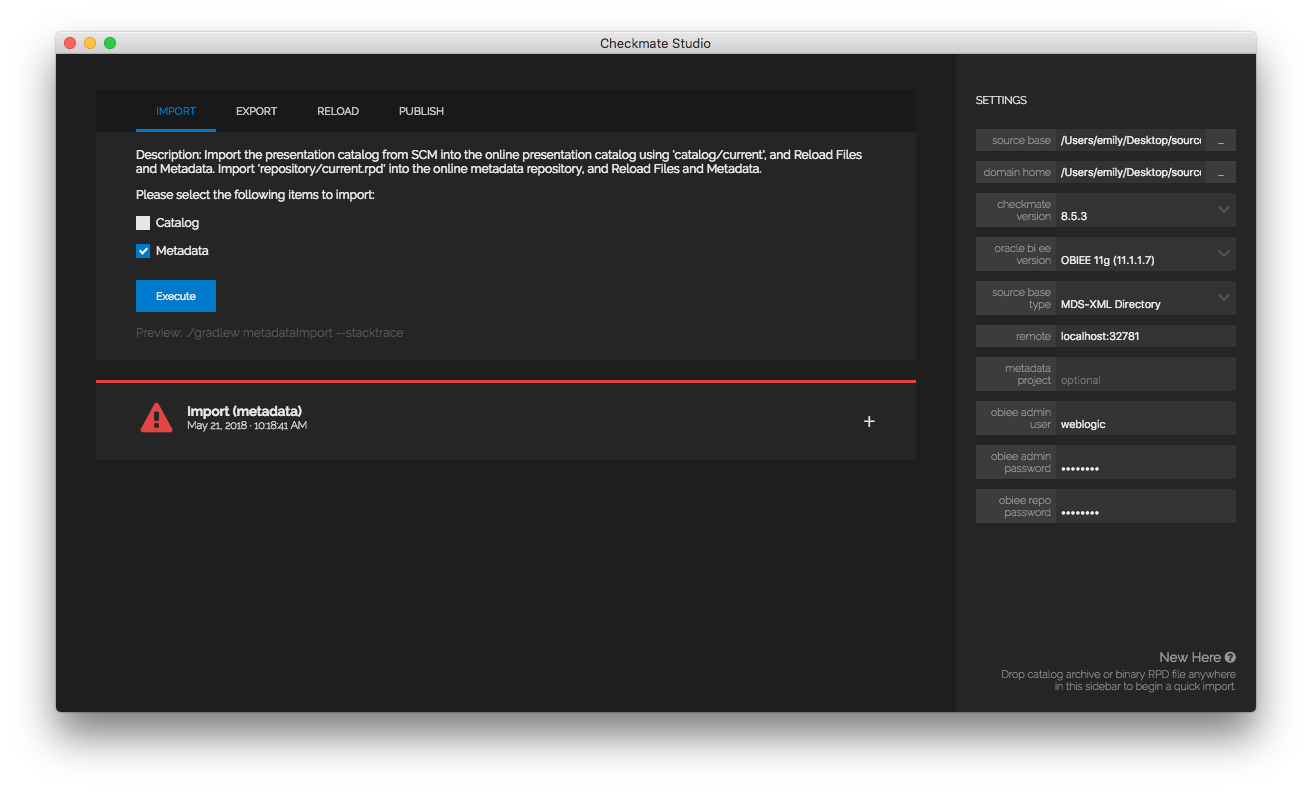 Checkmate Studio
IMPORT EXPORT RELOAD PUBLISH
Description: Import the presentation catalog from SCM into the online presentation catalog using 'catalog/current', and Reload Files
and Metadata. Import 'repository/current.rpd' into the online metadata repository, and Reload Files and Metadata.
Please select the following items to import:
Catalog
Metadata
Execute
Preview: ./gradlew metadataImport --stacktrace
Import (metadata)
May 21, 2018 · 10:18:41 AM
+
SETTINGS
source base /Users/emily/Desktop/sourc ...
domain home /Users/emily/Desktop/sourc ...
checkmate
version 8.5.3
oracle bi ee
version OBIEE 11g (11.1.1.7)
source base
type MDS-XML Directory
remote localhost:32781
metadata
project optional
obiee admin
user weblogic
obiee admin
password ••••••••
obiee repo
password ••••••••
New Here ?
Drop catalog archive or binary RPD file anywhere
in this sidebar to begin a quick import.